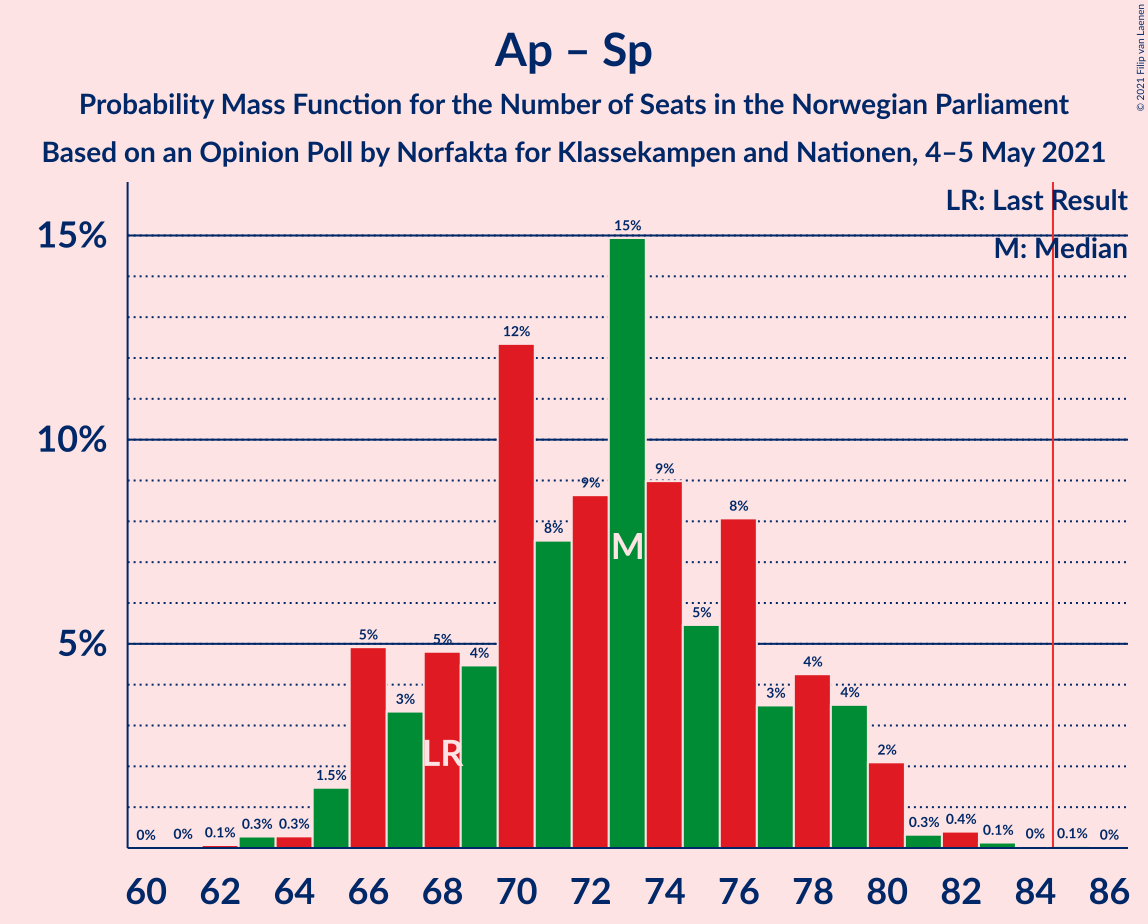 Ap – Sp
Probability Mass Function for the Number of Seats in the Norwegian Parliament
Based on an Opinion Poll by Norfakta for Klassekampen and Nationen, 4–5 May 2021
© 2021 Filip van Laenen
LR: Last Result
M: Median
15%
10%
5%
0% 0% 0.1% 0.3% 0.3% 1.5% 5% 3% 5% 4% 12% 8% 9% 15% 9% 5% 8% 3% 4% 4% 2% 0.3% 0.4% 0.1% 0% 0.1% 0%
M
LR
60 62 64 66 68 70 72 74 76 78 80 82 84 86